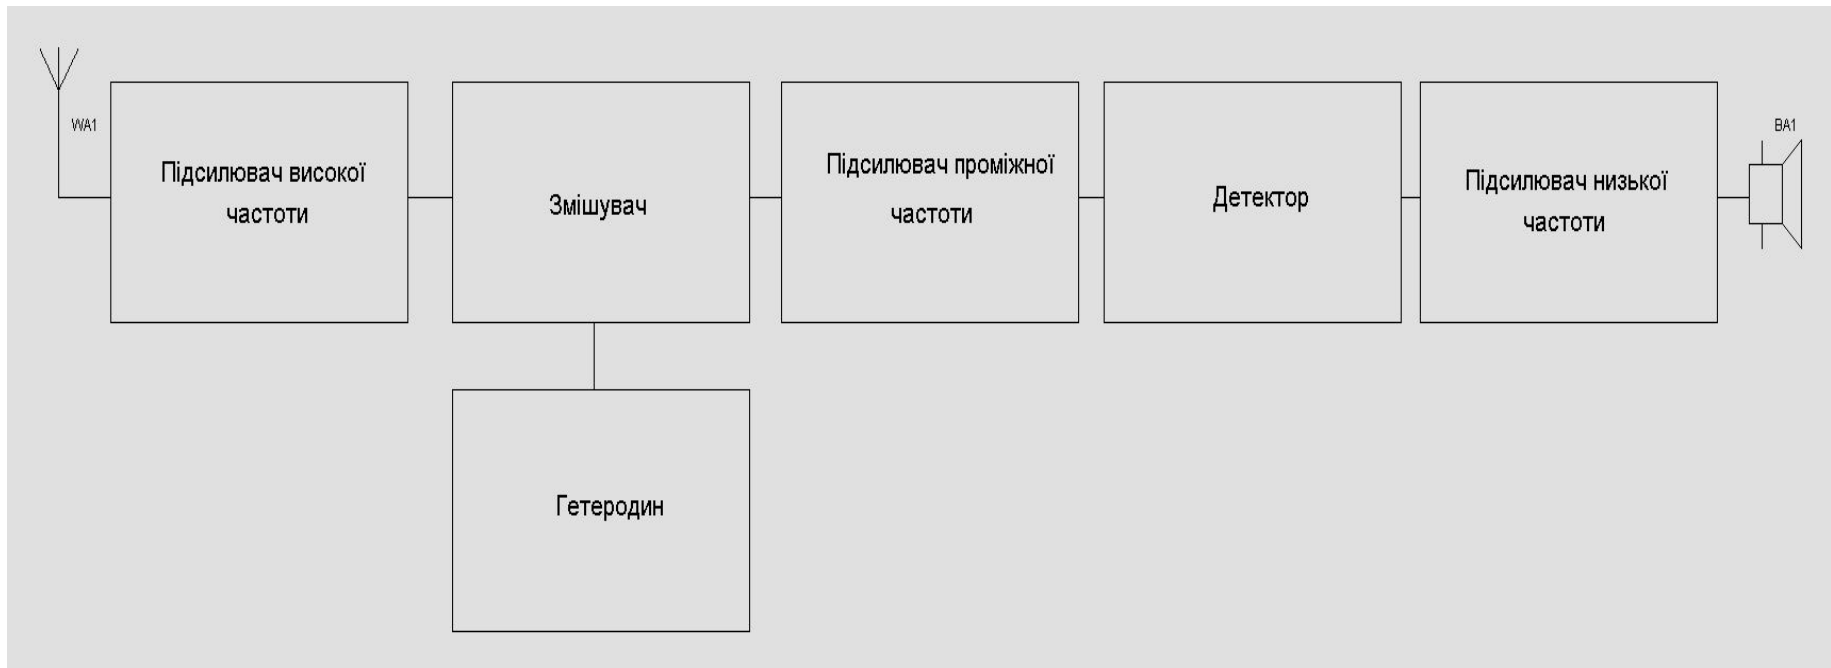 WA1
Підсилювач високої
частоти
Змішувач
Підсилювач проміжної
частоти
Детектор
Підсилювач низької
частоти
BA1
Гетеродин